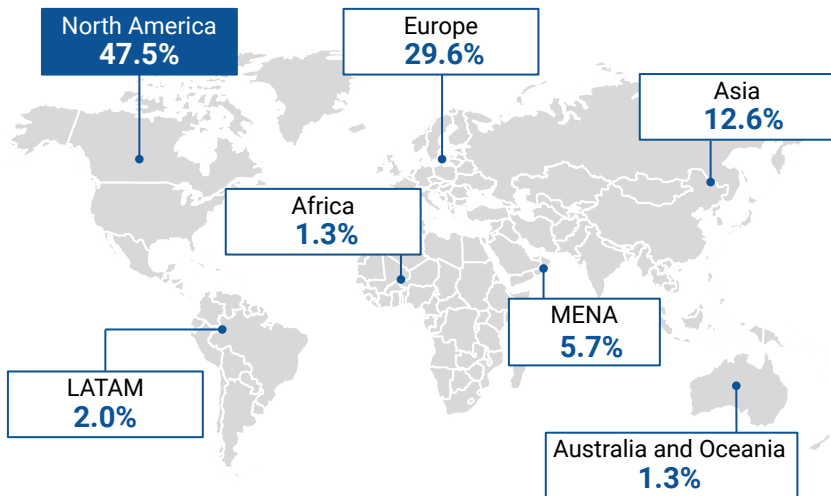 North America
47.5%
Europe
29.6%
Asia
12.6%
Africa
1.3%
MENA
5.7%
LATAM
2.0%
Australia and Oceania
1.3%